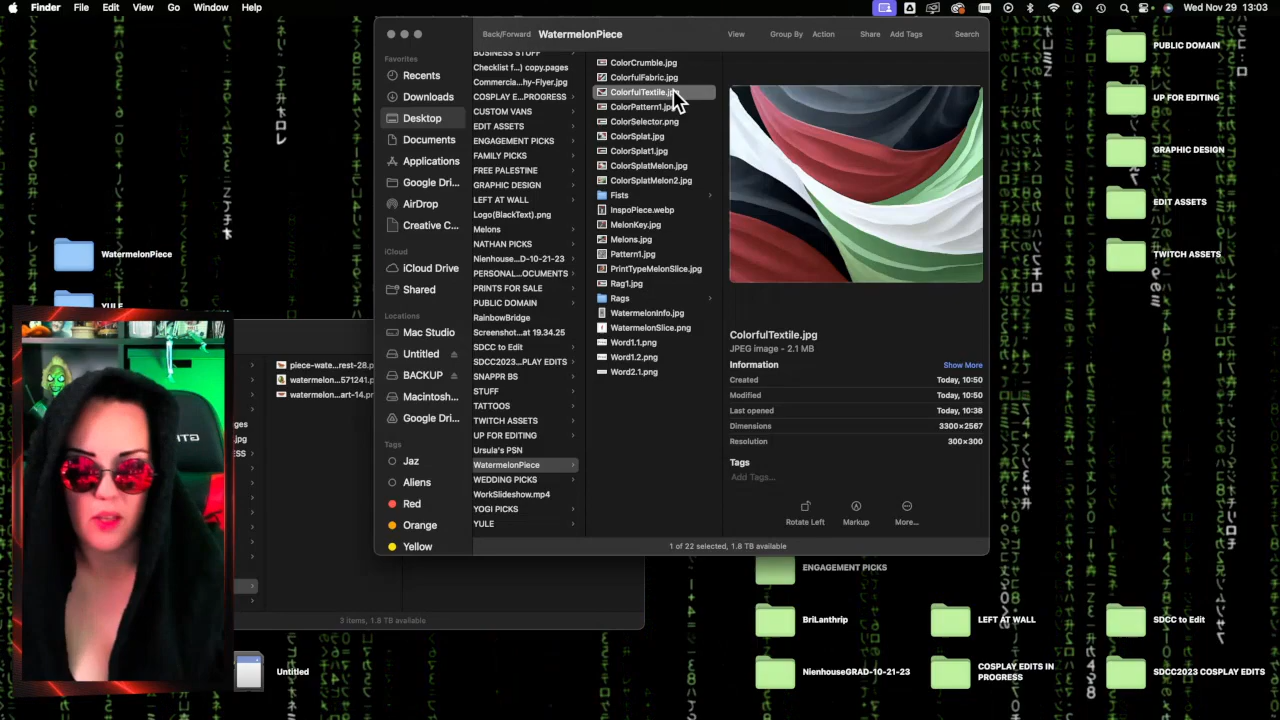 Finder File Edit View Go Window Help
Wed Nov 29 13:03
Back/Forward WatermelonPiece View Group By Action Share Add Tags Search
Favorites
Recents
Downloads
Desktop
Documents
Applications
Google Dri...
AirDrop
Creative C...
iCloud
iCloud Drive
Shared
Locations
Mac Studio
Untitled
BACKUP
Macintosh...
Google Dri...
Tags
Jaz
Aliens
Red
Orange
Yellow
BUSINESS STUFF
Checklist f...) copy.pages
Commercia...hy-Flyer.jpg
COSPLAY E...PROGRESS
CUSTOM VANS
EDIT ASSETS
ENGAGEMENT PICKS
FAMILY PICKS
FREE PALESTINE
GRAPHIC DESIGN
LEFT AT WALL
Logo(BlackText).png
Melons
NATHAN PICKS
Nienhouse...D-10-21-23
PERSONAL...OCUMENTS
PRINTS FOR SALE
PUBLIC DOMAIN
RainbowBridge
Screenshot...at 19.34.25
SDCC to Edit
SDCC2023...PLAY EDITS
SNAPPR BS
STUFF
TATTOOS
TWITCH ASSETS
UP FOR EDITING
Ursula's PSN
WatermelonPiece
WEDDING PICKS
WorkSlideshow.mp4
YOGI PICKS
YULE
ColorCrumble.jpg
ColorfulFabric.jpg
ColorfulTextile.jp
ColorPattern1.jpg
ColorSelector.png
ColorSplat.jpg
ColorSplat1.jpg
ColorSplatMelon.jpg
ColorSplatMelon2.jpg
Fists
InspoPiece.webp
MelonKey.jpg
Melons.jpg
Pattern1.jpg
PrintTypeMelonSlice.jpg
Rag1.jpg
Rags
WatermelonInfo.jpg
WatermelonSlice.png
Word1.1.png
Word1.2.png
Word2.1.png
ColorfulTextile.jpg
JPEG image - 2.1 MB
Information Show More
Created Today, 10:50
Modified Today, 10:50
Last opened Today, 10:38
Dimensions 3300×2567
Resolution 300×300
Tags
Add Tags...
Rotate Left Markup More...
1 of 22 selected, 1.8 TB available
WatermelonPiece
YULE
piece-wate...rest-28.p
watermelon...571241.p
watermelon...art-14.pr
ges
.jpg
ESS
3 items, 1.8 TB available
Untitled
PUBLIC DOMAIN
UP FOR EDITING
GRAPHIC DESIGN
EDIT ASSETS
TWITCH ASSETS
ENGAGEMENT PICKS
BriLanthrip
LEFT AT WALL
SDCC to Edit
NienhouseGRAD-10-21-23
COSPLAY EDITS IN
PROGRESS
SDCC2023 COSPLAY EDITS